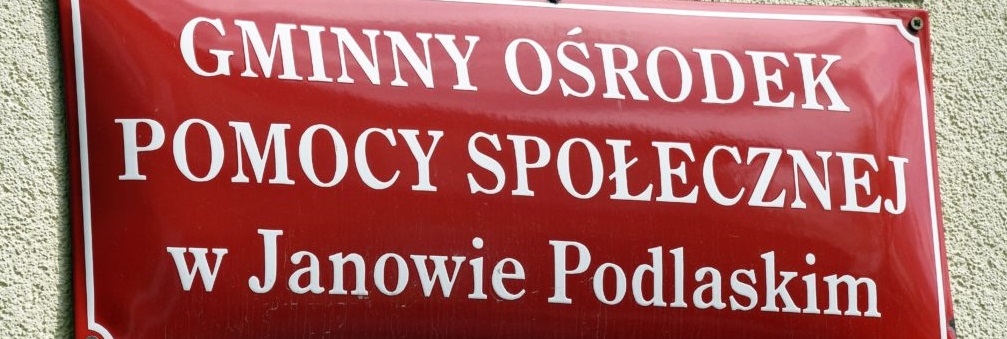 GMINNY OŚRODEK
POMOCY SPOŁECZNEJ
w Janowie Podlaskim